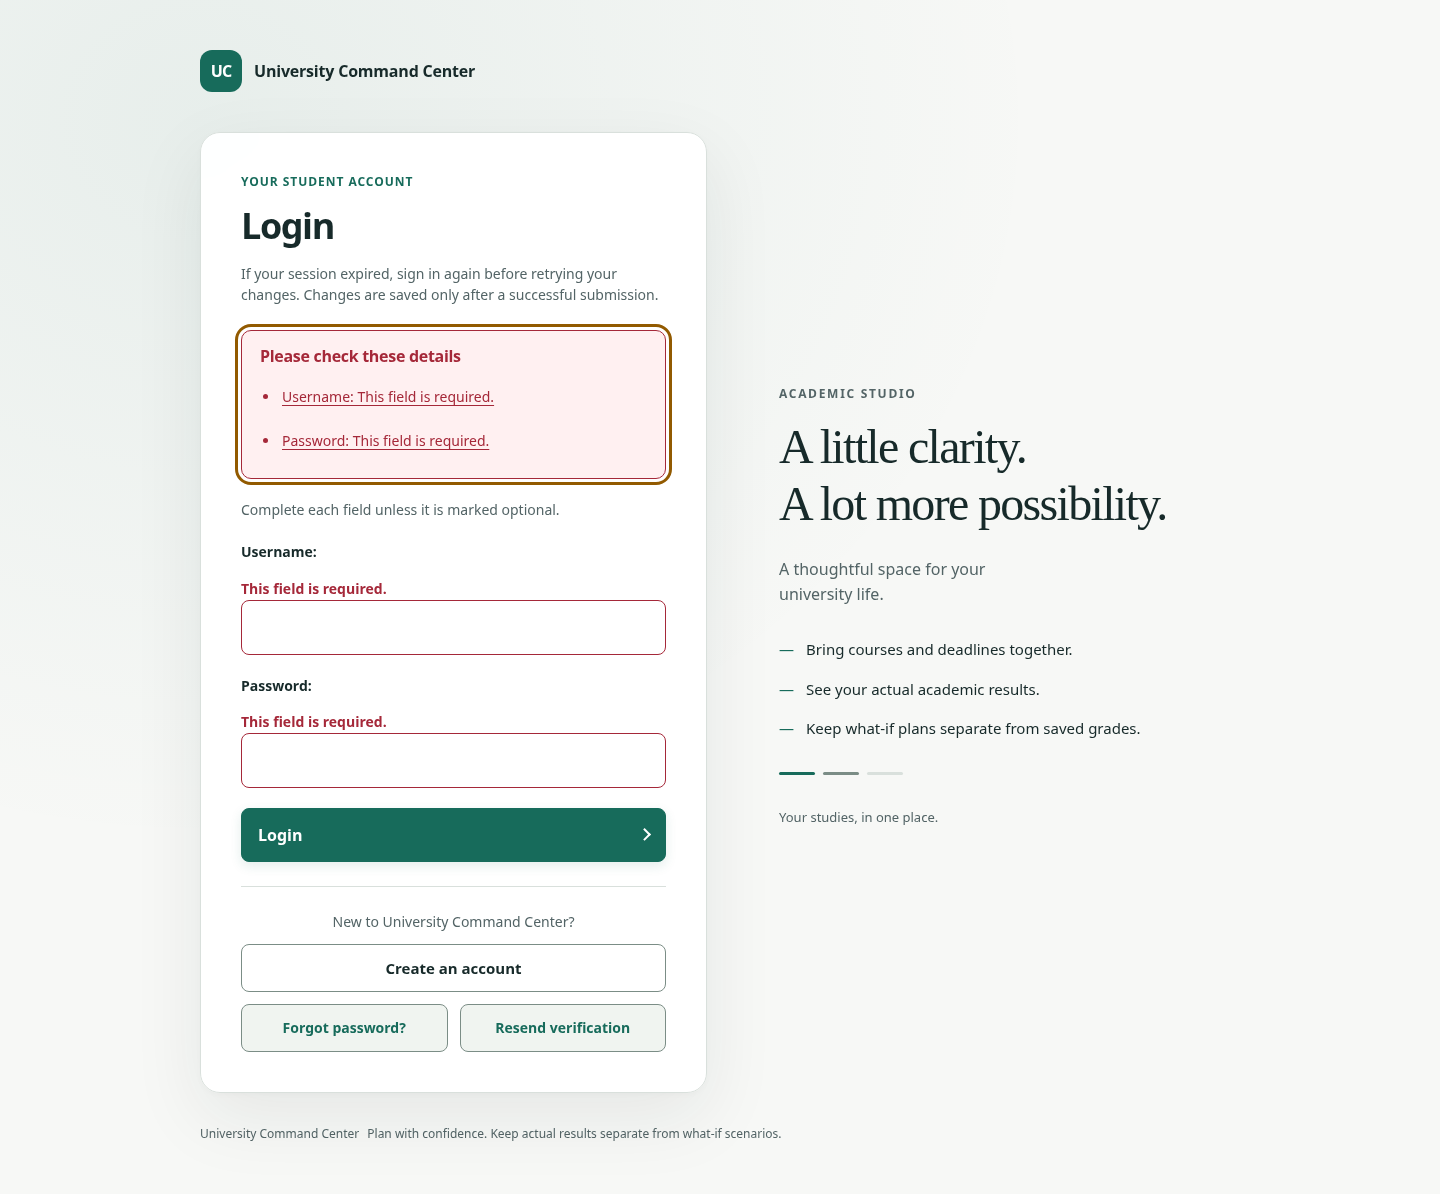 UC
University Command Center
YOUR STUDENT ACCOUNT
Login
If your session expired, sign in again before retrying your
changes. Changes are saved only after a successful submission.
Please check these details
• Username: This field is required.
• Password: This field is required.
Complete each field unless it is marked optional.
Username:
This field is required.
Password:
This field is required.
Login
New to University Command Center?
Create an account
Forgot password?
Resend verification
ACADEMIC STUDIO
A little clarity.
A lot more possibility.
A thoughtful space for your
university life.
— Bring courses and deadlines together.
— See your actual academic results.
— Keep what-if plans separate from saved grades.
Your studies, in one place.
University Command Center Plan with confidence. Keep actual results separate from what-if scenarios.